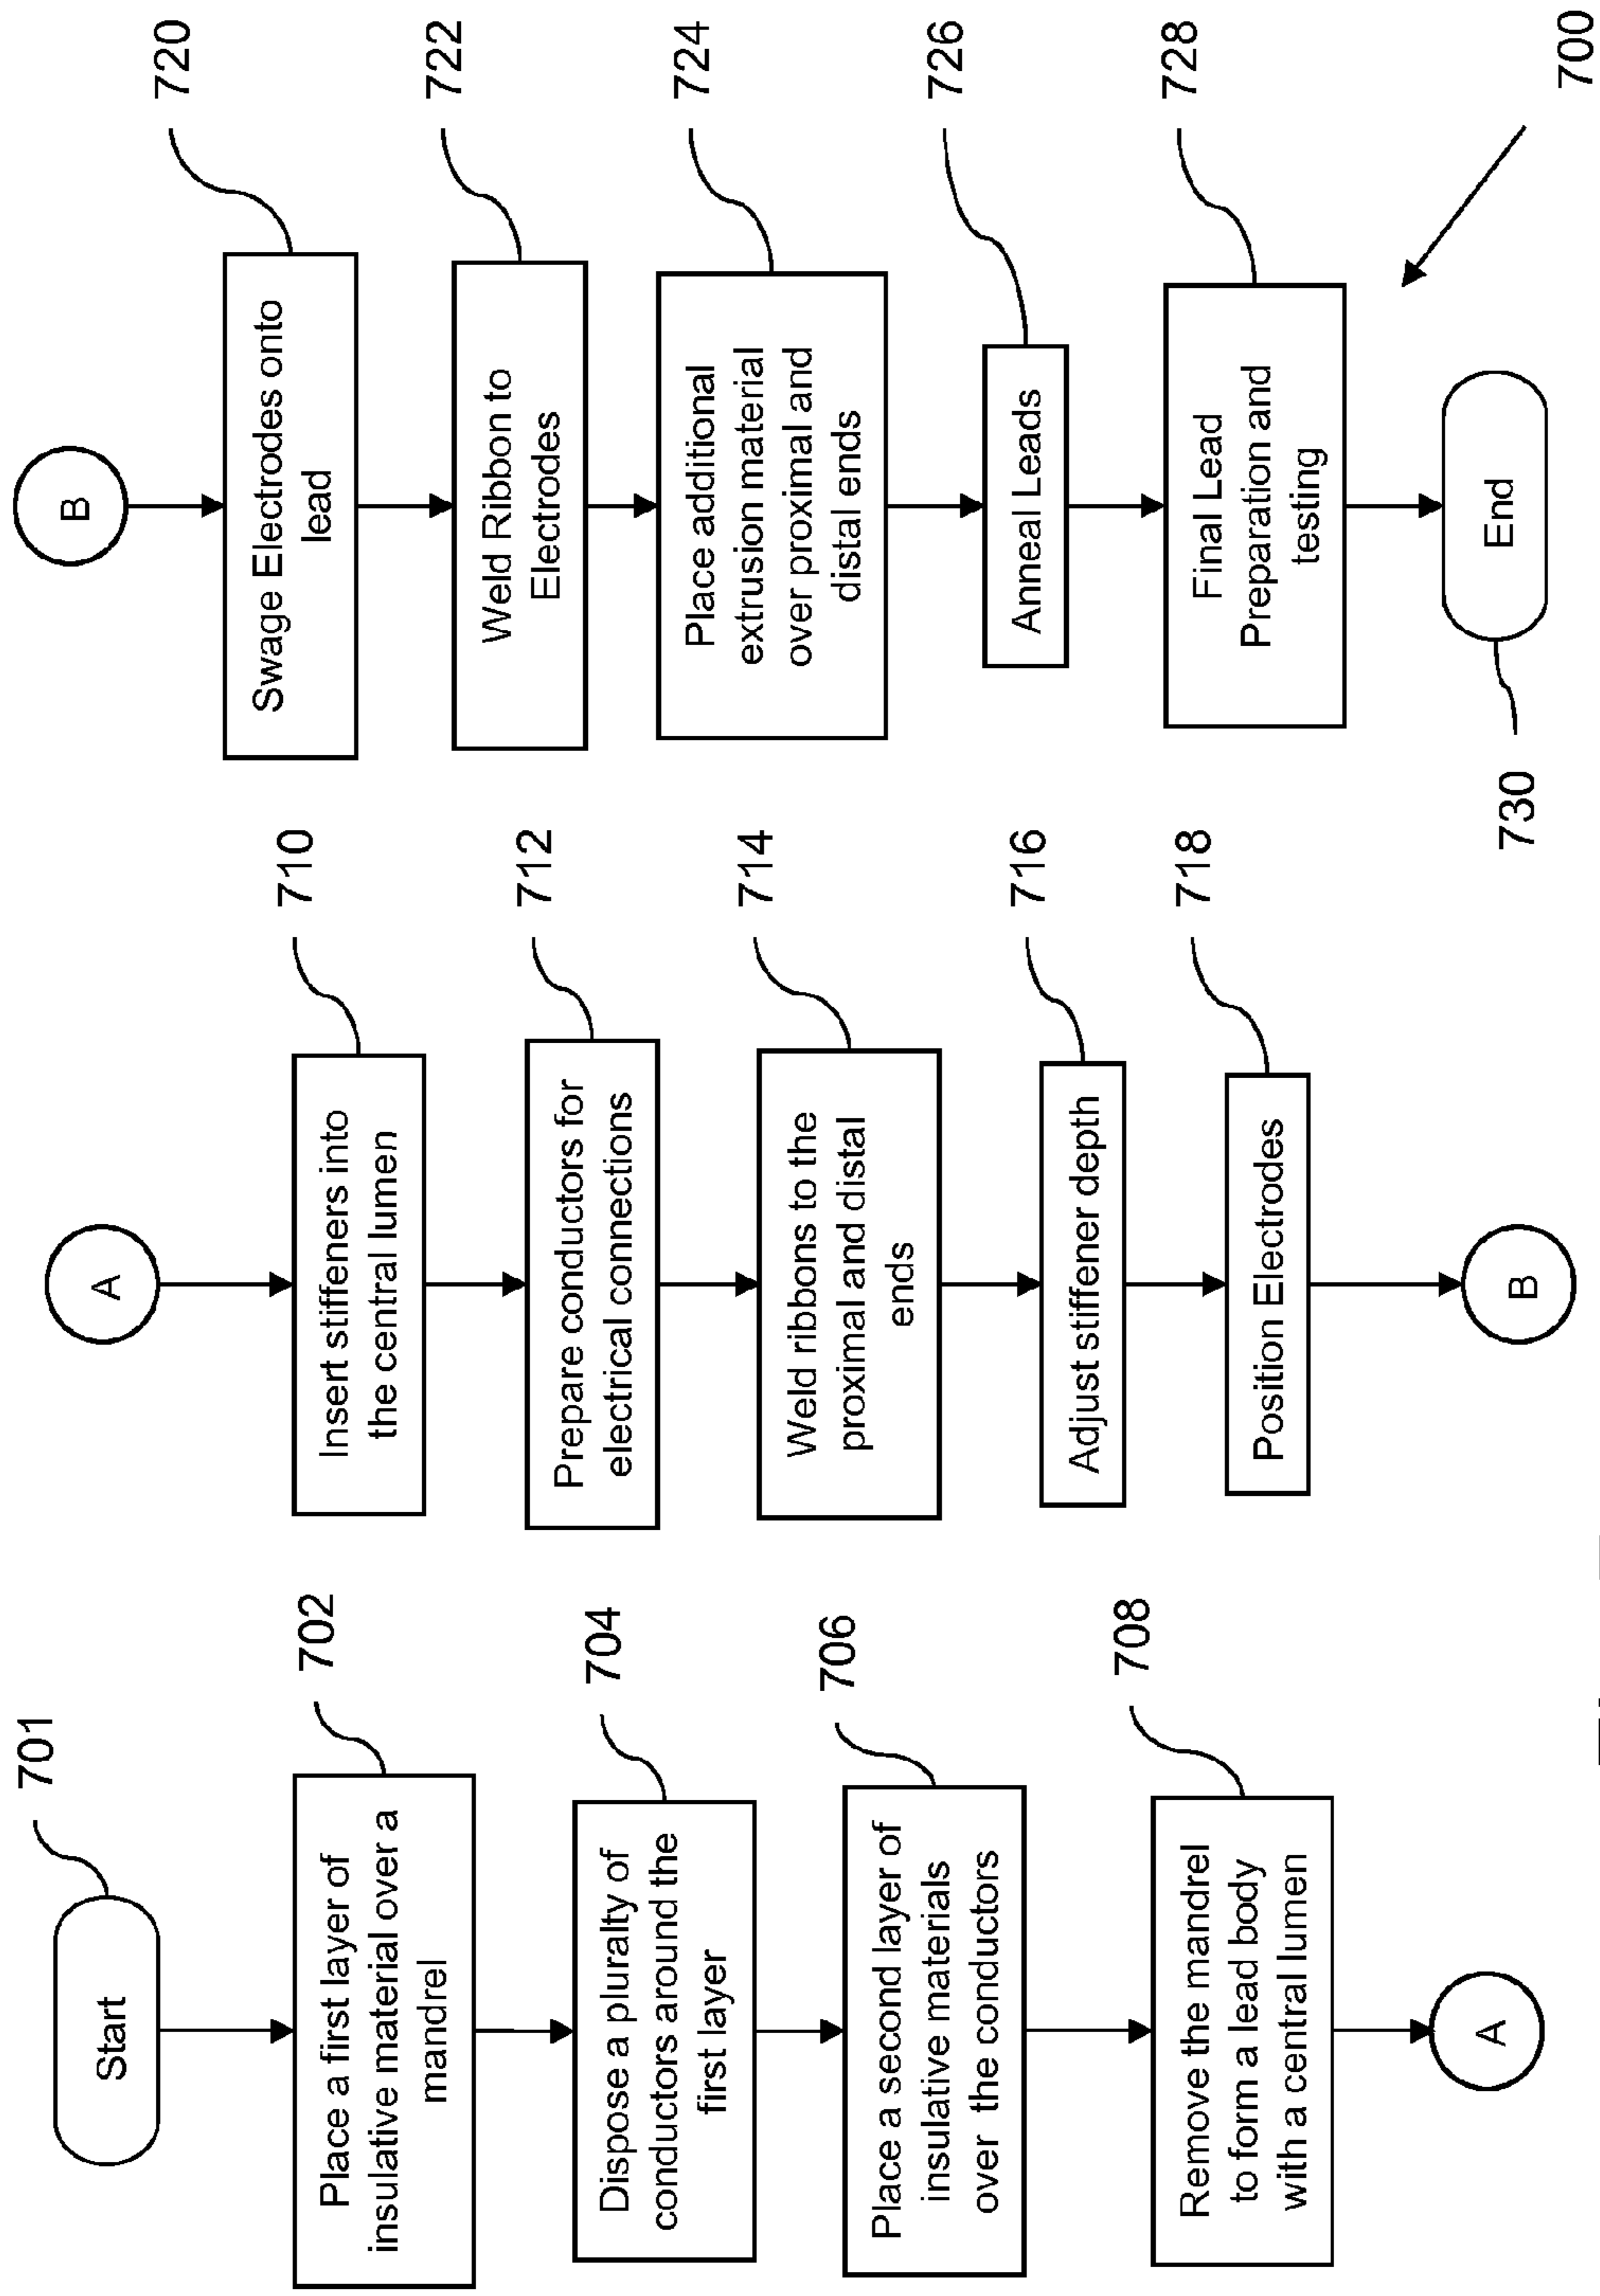 701
Start
702
Place a first layer of
insulative material over a
mandrel
704
Dispose a pluralty of
conductors around the
first layer
706
Place a second layer of
insulative materials
over the conductors
708
Remove the mandrel
to form a lead body
with a central lumen
A
A
710
Insert stiffeners into
the central lumen
712
Prepare conductors for
electrical connections
714
Weld ribbons to the
proximal and distal
ends
716
Adjust stiffener depth
718
Position Electrodes
B
B
720
Swage Electrodes onto
lead
722
Weld Ribbon to
Electrodes
724
Place additional
extrusion material
over proximal and
distal ends
726
Anneal Leads
728
Final Lead
Preparation and
testing
End
730
700